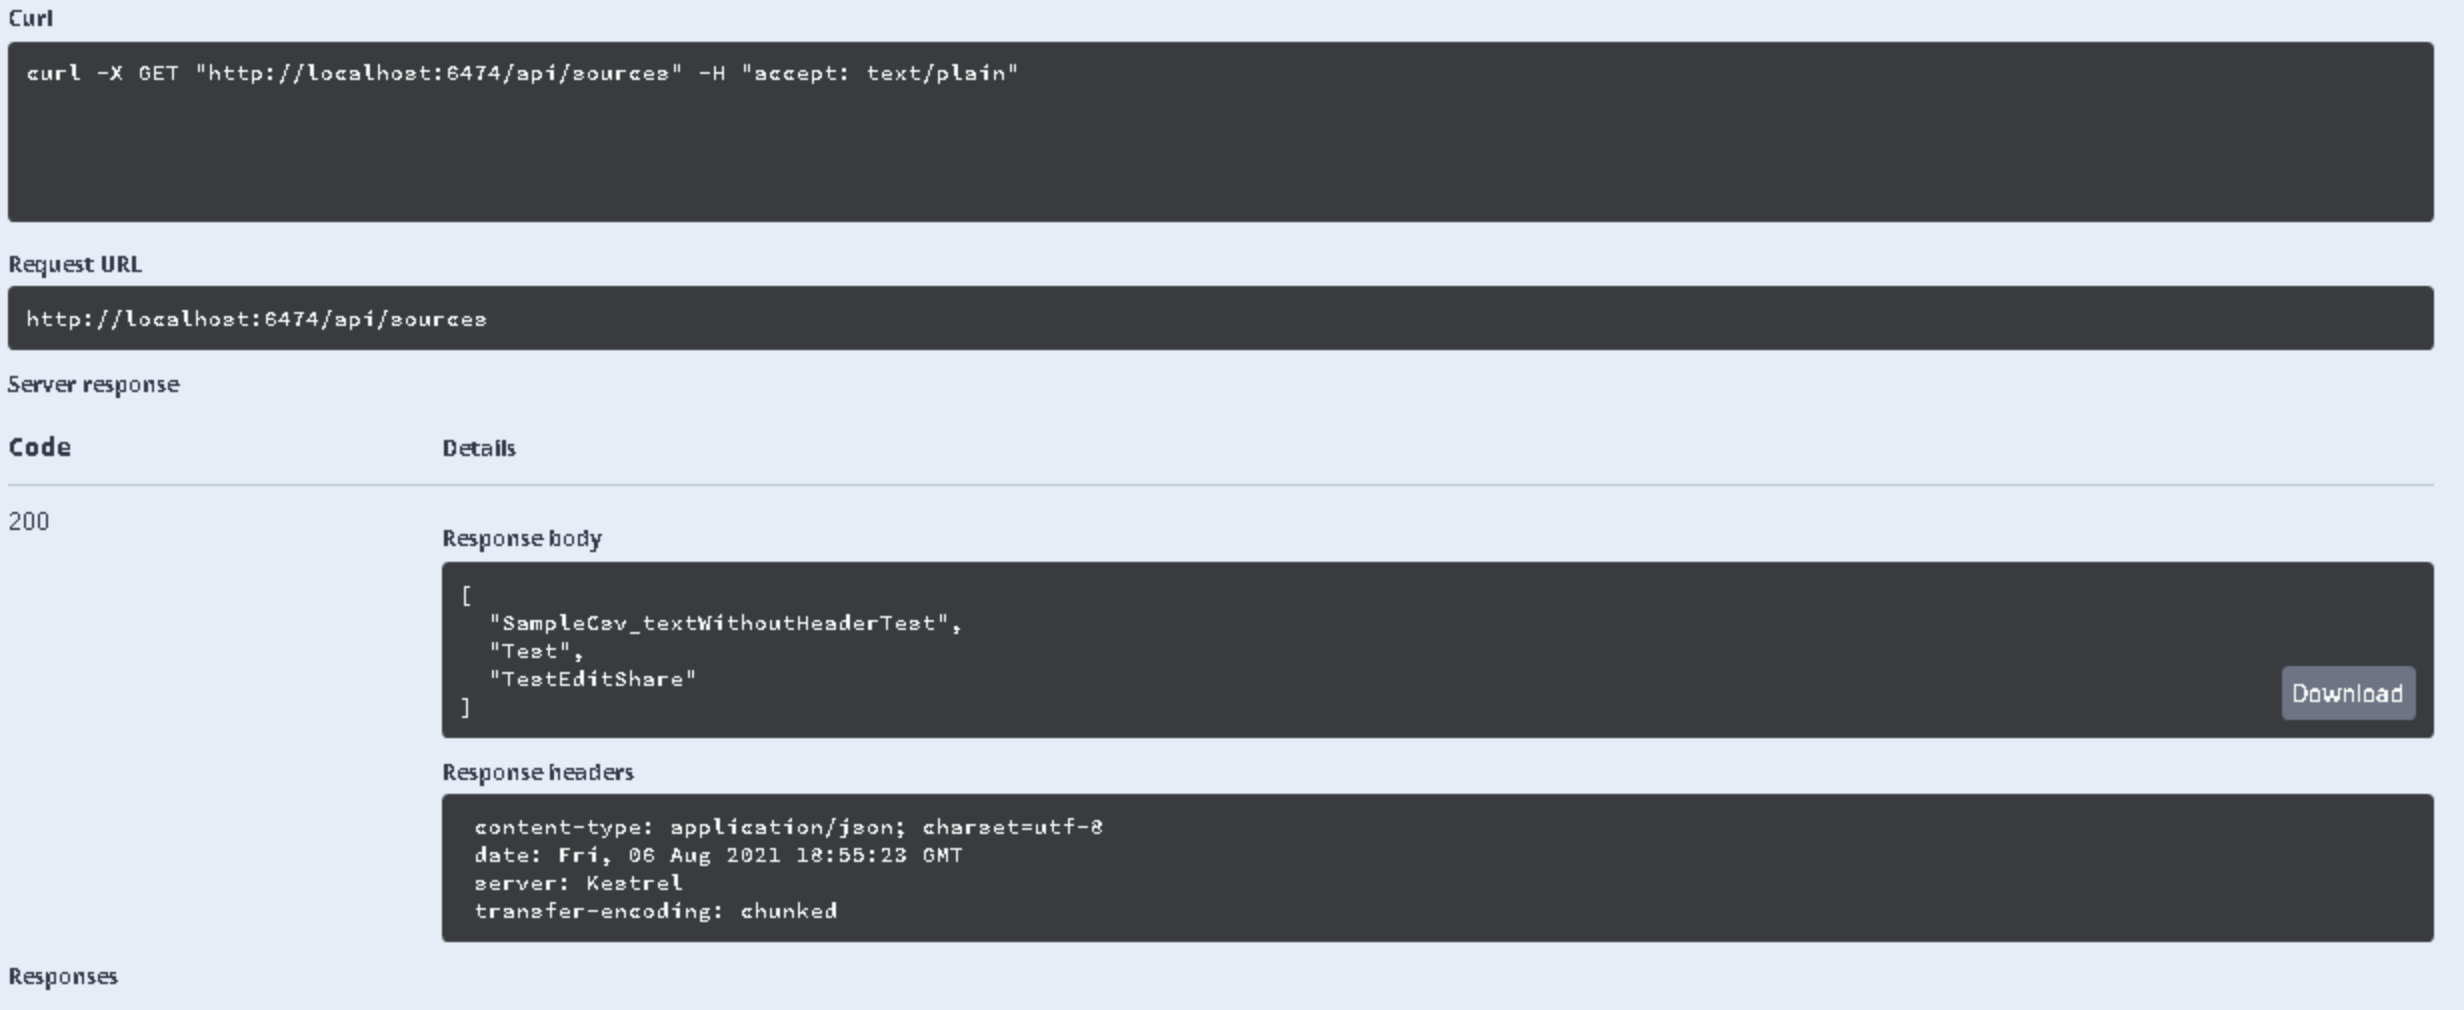 Curl
curl -X GET "http://localhost:6474/api/sources" -H "accept: text/plain"
Request URL
http://localhost:6474/api/sources
Server response
Code
Details
200
Response body
[
"SampleCsv_textWithoutHeaderTest",
"Test",
"TestEditShare"
]
Download
Response headers
content-type: application/json; charset=utf-8
date: Fri, 06 Aug 2021 18:55:23 GMT
server: Kestrel
transfer-encoding: chunked
Responses